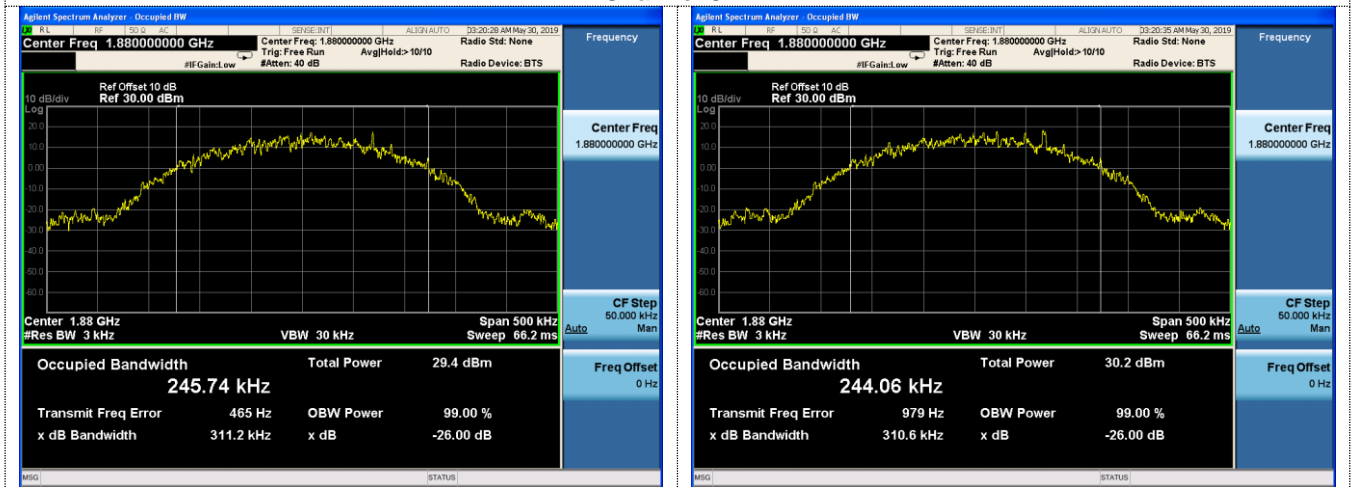 Agilent Spectrum Analyzer - Occupied BW
RL RF 50 Ω AC SENSE:INT ALIGN AUTO 03:20:28 AM May 30, 2019
Center Freq 1.880000000 GHz
Center Freq: 1.880000000 GHz
Radio Std: None
Trig: Free Run Avg|Hold:> 10/10
#IFGain:Low #Atten: 40 dB Radio Device: BTS
Ref Offset 10 dB
10 dB/div Ref 30.00 dBm
Log
20.0
10.0
0.00
-10.0
-20.0
-30.0
-40.0
-50.0
-60.0
Center 1.88 GHz Span 500 kHz
#Res BW 3 kHz VBW 30 kHz Sweep 66.2 ms
Occupied Bandwidth Total Power 29.4 dBm
245.74 kHz
Transmit Freq Error 465 Hz OBW Power 99.00 %
x dB Bandwidth 311.2 kHz x dB -26.00 dB
MSG STATUS
Frequency
Center Freq
1.880000000 GHz
CF Step
50.000 kHz
Auto Man
Freq Offset
0 Hz
Agilent Spectrum Analyzer - Occupied BW
RL RF 50 Ω AC SENSE:INT ALIGN AUTO 03:20:35 AM May 30, 2019
Center Freq 1.880000000 GHz
Center Freq: 1.880000000 GHz
Radio Std: None
Trig: Free Run Avg|Hold:> 10/10
#IFGain:Low #Atten: 40 dB Radio Device: BTS
Ref Offset 10 dB
10 dB/div Ref 30.00 dBm
Log
20.0
10.0
0.00
-10.0
-20.0
-30.0
-40.0
-50.0
-60.0
Center 1.88 GHz Span 500 kHz
#Res BW 3 kHz VBW 30 kHz Sweep 66.2 ms
Occupied Bandwidth Total Power 30.2 dBm
244.06 kHz
Transmit Freq Error 979 Hz OBW Power 99.00 %
x dB Bandwidth 310.6 kHz x dB -26.00 dB
MSG STATUS
Frequency
Center Freq
1.880000000 GHz
CF Step
50.000 kHz
Auto Man
Freq Offset
0 Hz